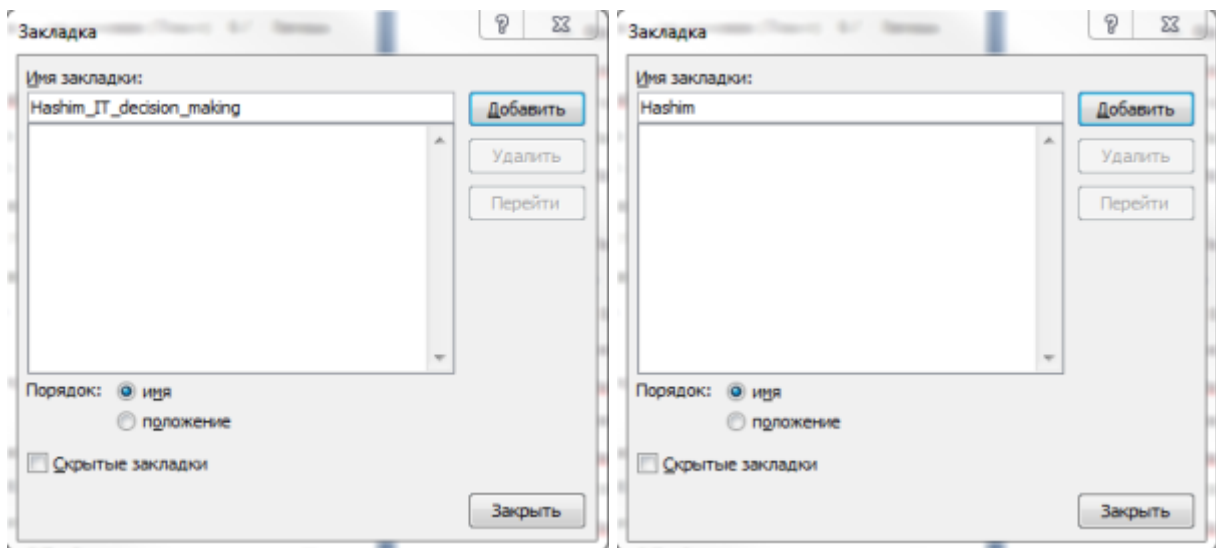 Закладка
Имя закладки:
Hashim_IT_decision_making
Добавить
Удалить
Перейти
Порядок:
имя
положение
Скрытые закладки
Закрыть
Закладка
Имя закладки:
Hashim
Добавить
Удалить
Перейти
Порядок:
имя
положение
Скрытые закладки
Закрыть